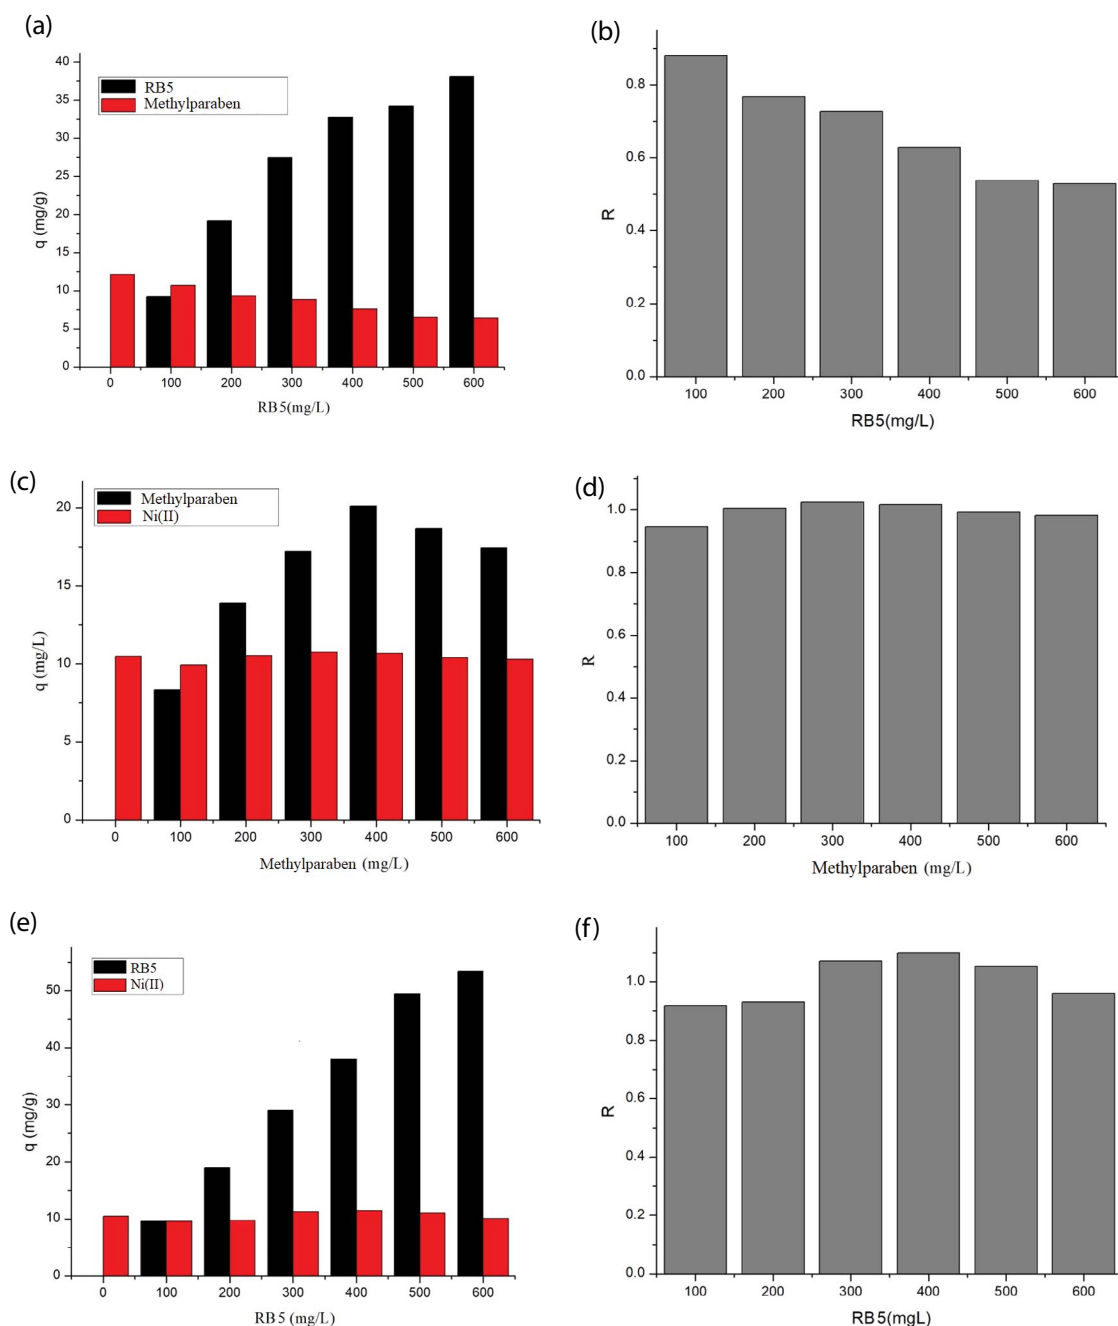 (a)
40
35
30
25
20
15
10
5
0
q (mg/g)
RB5
Methylparaben
0 100 200 300 400 500 600
RB5(mg/L)
(b)
0.8
0.6
0.4
0.2
0.0
R
100 200 300 400 500 600
RB5(mg/L)
(c)
20
15
10
5
0
q (mg/L)
Methylparaben
Ni(II)
0 100 200 300 400 500 600
Methylparaben (mg/L)
(d)
1.0
0.8
0.6
0.4
0.2
0.0
R
100 200 300 400 500 600
Methylparaben (mg/L)
(e)
50
40
30
20
10
0
q (mg/g)
RB5
Ni(II)
0 100 200 300 400 500 600
RB5 (mg/L)
(f)
1.0
0.8
0.6
0.4
0.2
0.0
R
100 200 300 400 500 600
RB5(mgL)